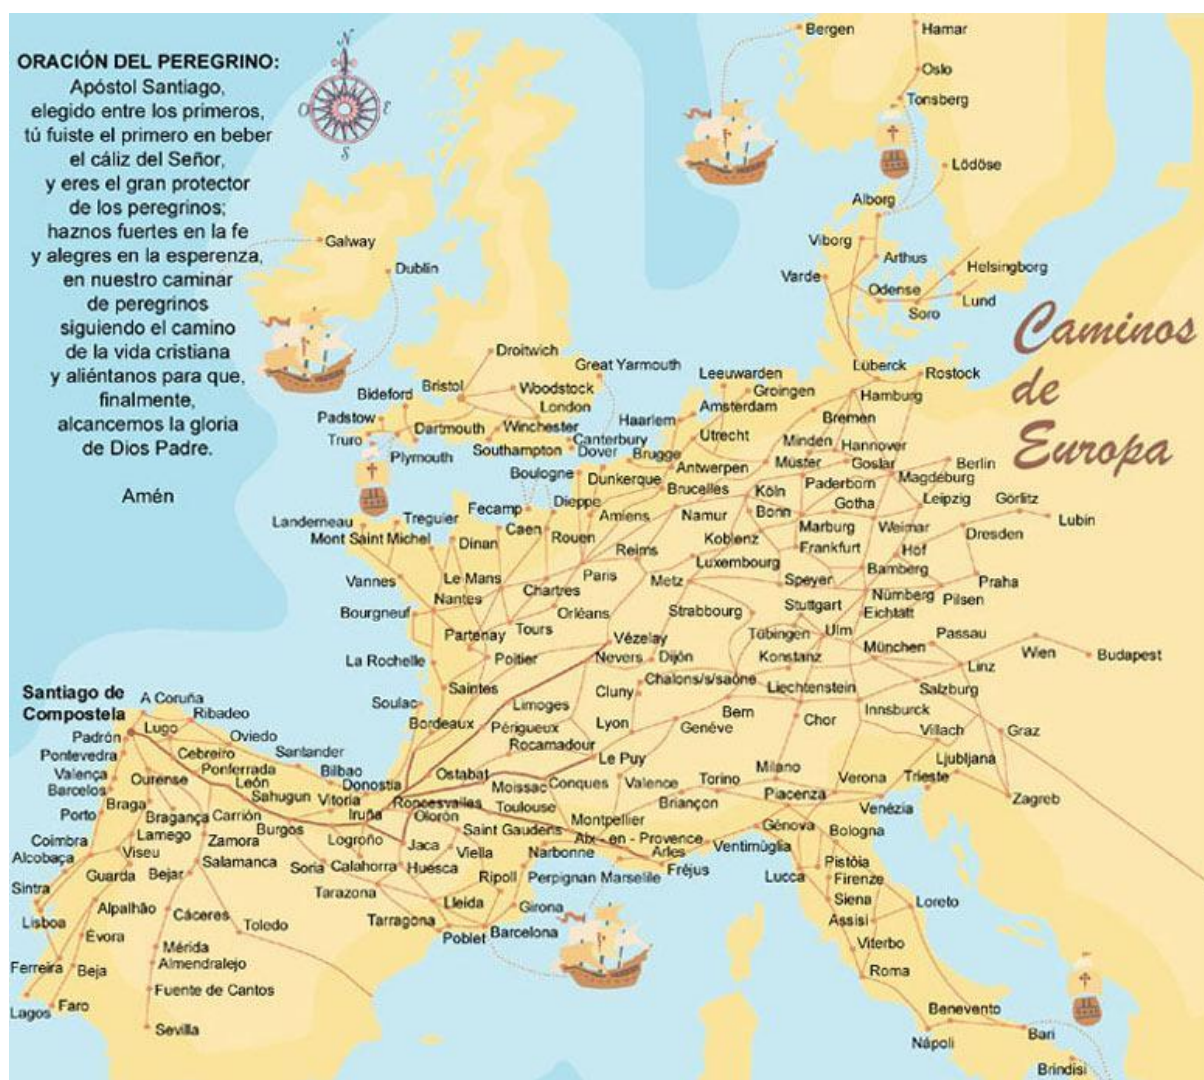 ORACIÓN DEL PEREGRINO:
Apóstol Santiago,
elegido entre los primeros,
tú fuiste el primero en beber
el cáliz del Señor,
y eres el gran protector
de los peregrinos;
haznos fuertes en la fe
y alegres en la esperenza,
en nuestro caminar
de peregrinos
siguiendo el camino
de la vida cristiana
y aliéntanos para que,
finalmente,
alcancemos la gloria
de Dios Padre.
Amén
N
O
E
S
Caminos
de
Europa
Bergen
Hamar
Oslo
Tonsberg
Lödöse
Alborg
Viborg
Arthus
Varde
Odense
Soro
Helsingborg
Lund
Galway
Dublin
Droitwich
Great Yarmouth
Bideford
Bristol
Woodstock
London
Padstow
Dartmouth
Winchester
Truro
Plymouth
Southampton
Canterbury
Dover
Leeuwarden
Groingen
Haarlem
Amsterdam
Utrecht
Lüberck
Rostock
Hamburg
Bremen
Minden
Hannover
Müster
Goslar
Berlin
Paderborn
Magdeburg
Brugge
Antwerpen
Boulogne
Dunkerque
Brucelles
Köln
Gotha
Leipzig
Görlitz
Lubin
Fecamp
Dieppe
Amiens
Namur
Bonn
Marburg
Weimar
Dresden
Landerneau
Treguier
Mont Saint Michel
Dinan
Caen
Rouen
Reims
Koblenz
Frankfurt
Hof
Luxembourg
Bamberg
Vannes
Le Mans
Chartres
Paris
Metz
Speyer
Nürnberg
Praha
Pilsen
Bourgneuf
Nantes
Orléans
Strabbourg
Stuttgart
Eichtätt
Partenay
Tours
Vézelay
Tübingen
Ulm
München
Passau
Wien
Budapest
La Rochelle
Poitier
Nevers
Dijón
Konstanz
Linz
Chalons/s/saône
Cluny
Liechtenstein
Salzburg
Saintes
Soulac
Limoges
Bordeaux
Périgueux
Lyon
Genéve
Bern
Chor
Innsburck
Villach
Graz
Rocamadour
Le Puy
Ljubljana
Santiago de
Compostela
A Coruña
Ribadeo
Padrón
Lugo
Oviedo
Pontevedra
Cebreiro
Santander
Valença
Ourense
Ponferrada
Bilbao
Barcelos
León
Donostia
Ostabat
Moissac
Conques
Valence
Torino
Milano
Verona
Trieste
Zagreb
Braga
Sahugun
Vitoria
Iruña
Roncesvalles
Toulouse
Briançon
Piacenza
Venézia
Porto
Bragança
Carrión
Olorón
Montpellier
Coimbra
Lamego
Zamora
Burgos
Logroño
Jaca
Saint Gaudens
Aix - en - Provence
Génova
Bologna
Alcobaça
Viseu
Salamanca
Soria
Calahorra
Huesca
Viella
Narbonne
Arles
Ventimùglia
Pistóia
Sintra
Guarda
Bejar
Tarazona
Ripoll
Perpignan
Marselile
Fréjus
Lucca
Firenze
Lisboa
Alpalhão
Cáceres
Toledo
Lleida
Girona
Siena
Loreto
Évora
Tarragona
Poblet
Barcelona
Assisi
Ferreira
Beja
Mérida
Almendralejo
Viterbo
Lagos
Faro
Fuente de Cantos
Roma
Sevilla
Benevento
Nápoli
Bari
Brindisi